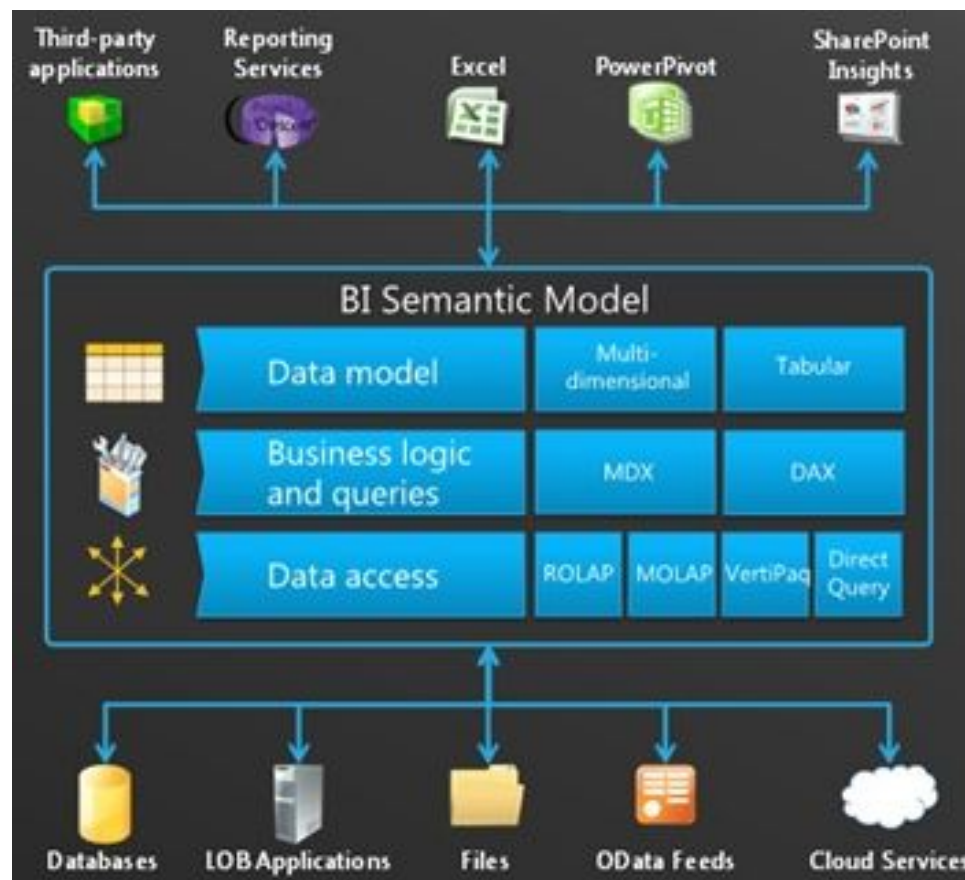 Third-party
applications
Reporting
Services
Excel
PowerPivot
SharePoint
Insights
BI Semantic Model
Data model
Multi-
dimensional
Tabular
Business logic
and queries
MDX
DAX
Data access
ROLAP
MOLAP
VertiPaq
Direct
Query
Databases
LOB Applications
Files
OData Feeds
Cloud Services